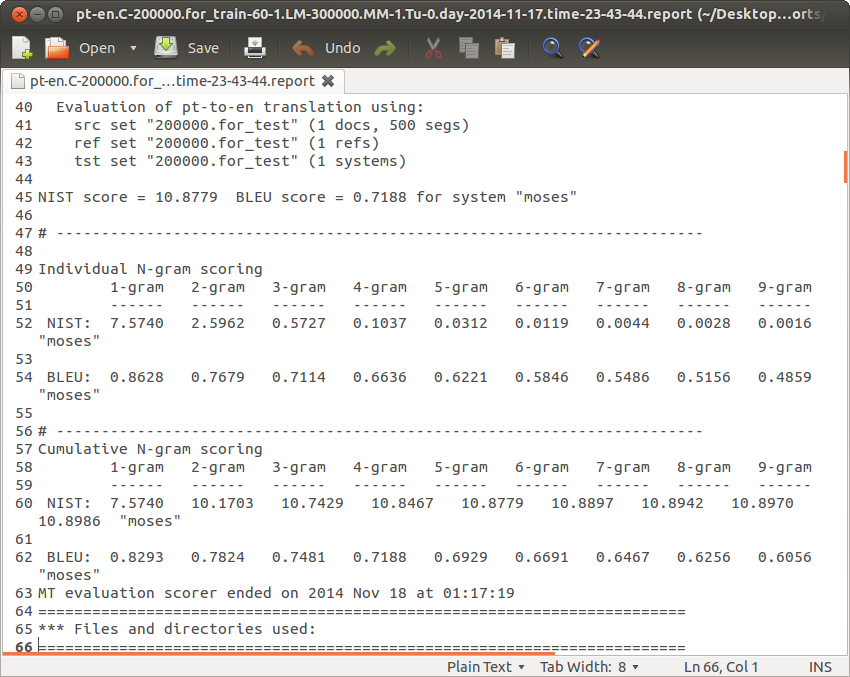 pt-en.C-200000.for_train-60-1.LM-300000.MM-1.Tu-0.day-2014-11-17.time-23-43-44.report (~/Desktop...orts/
Open Save Undo
pt-en.C-200000.for_...time-23-43-44.report
40 Evaluation of pt-to-en translation using:
41 src set "200000.for_test" (1 docs, 500 segs)
42 ref set "200000.for_test" (1 refs)
43 tst set "200000.for_test" (1 systems)
44
45 NIST score = 10.8779 BLEU score = 0.7188 for system "moses"
46
47 # ------------------------------------------------------------------------
48
49 Individual N-gram scoring
50 1-gram 2-gram 3-gram 4-gram 5-gram 6-gram 7-gram 8-gram 9-gram
51 ------ ------ ------ ------ ------ ------ ------ ------ ------
52 NIST: 7.5740 2.5962 0.5727 0.1037 0.0312 0.0119 0.0044 0.0028 0.0016
"moses"
53
54 BLEU: 0.8628 0.7679 0.7114 0.6636 0.6221 0.5846 0.5486 0.5156 0.4859
"moses"
55
56 # ------------------------------------------------------------------------
57 Cumulative N-gram scoring
58 1-gram 2-gram 3-gram 4-gram 5-gram 6-gram 7-gram 8-gram 9-gram
59 ------ ------ ------ ------ ------ ------ ------ ------ ------
60 NIST: 7.5740 10.1703 10.7429 10.8467 10.8779 10.8897 10.8942 10.8970
10.8986 "moses"
61
62 BLEU: 0.8293 0.7824 0.7481 0.7188 0.6929 0.6691 0.6467 0.6256 0.6056
"moses"
63 MT evaluation scorer ended on 2014 Nov 18 at 01:17:19
64 ========================================================================
65 *** Files and directories used:
66 ========================================================================
Plain Text Tab Width: 8 Ln 66, Col 1 INS